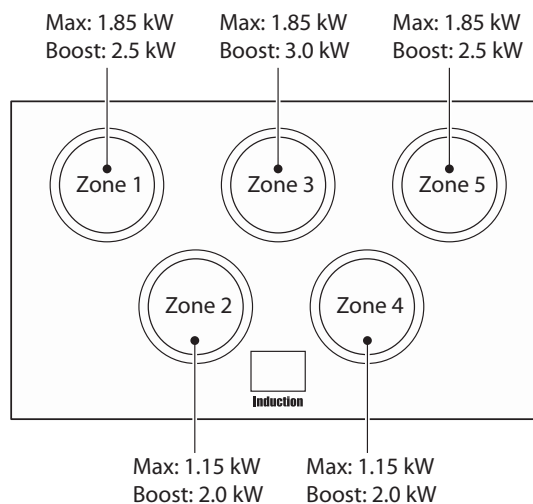 Max: 1.85 kW
Boost: 2.5 kW
Max: 1.85 kW
Boost: 3.0 kW
Max: 1.85 kW
Boost: 2.5 kW
Zone 1
Zone 3
Zone 5
Zone 2
Zone 4
Induction
Max: 1.15 kW
Boost: 2.0 kW
Max: 1.15 kW
Boost: 2.0 kW